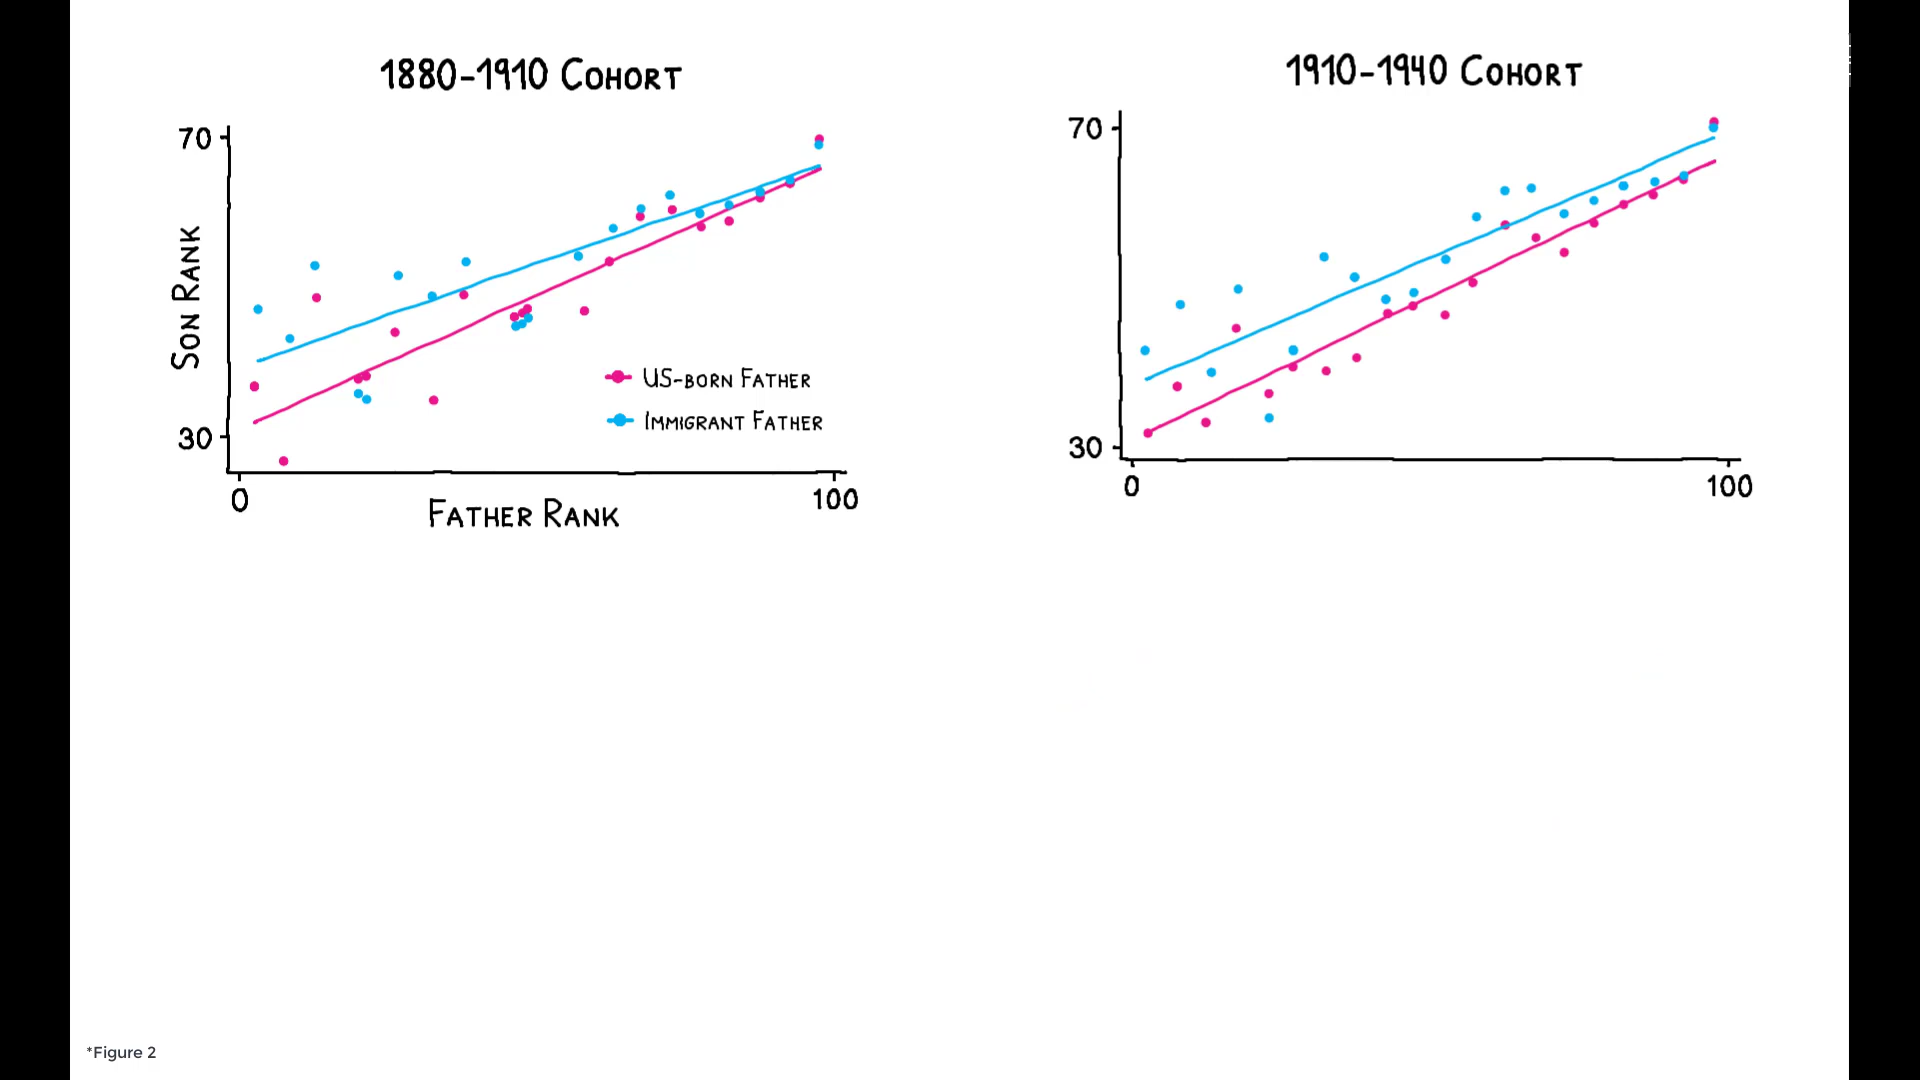 1880-1910 COHORT
70
SON RANK
30
US-BORN FATHER
IMMIGRANT FATHER
0
100
FATHER RANK
1910-1940 COHORT
70
30
0
100
*Figure 2